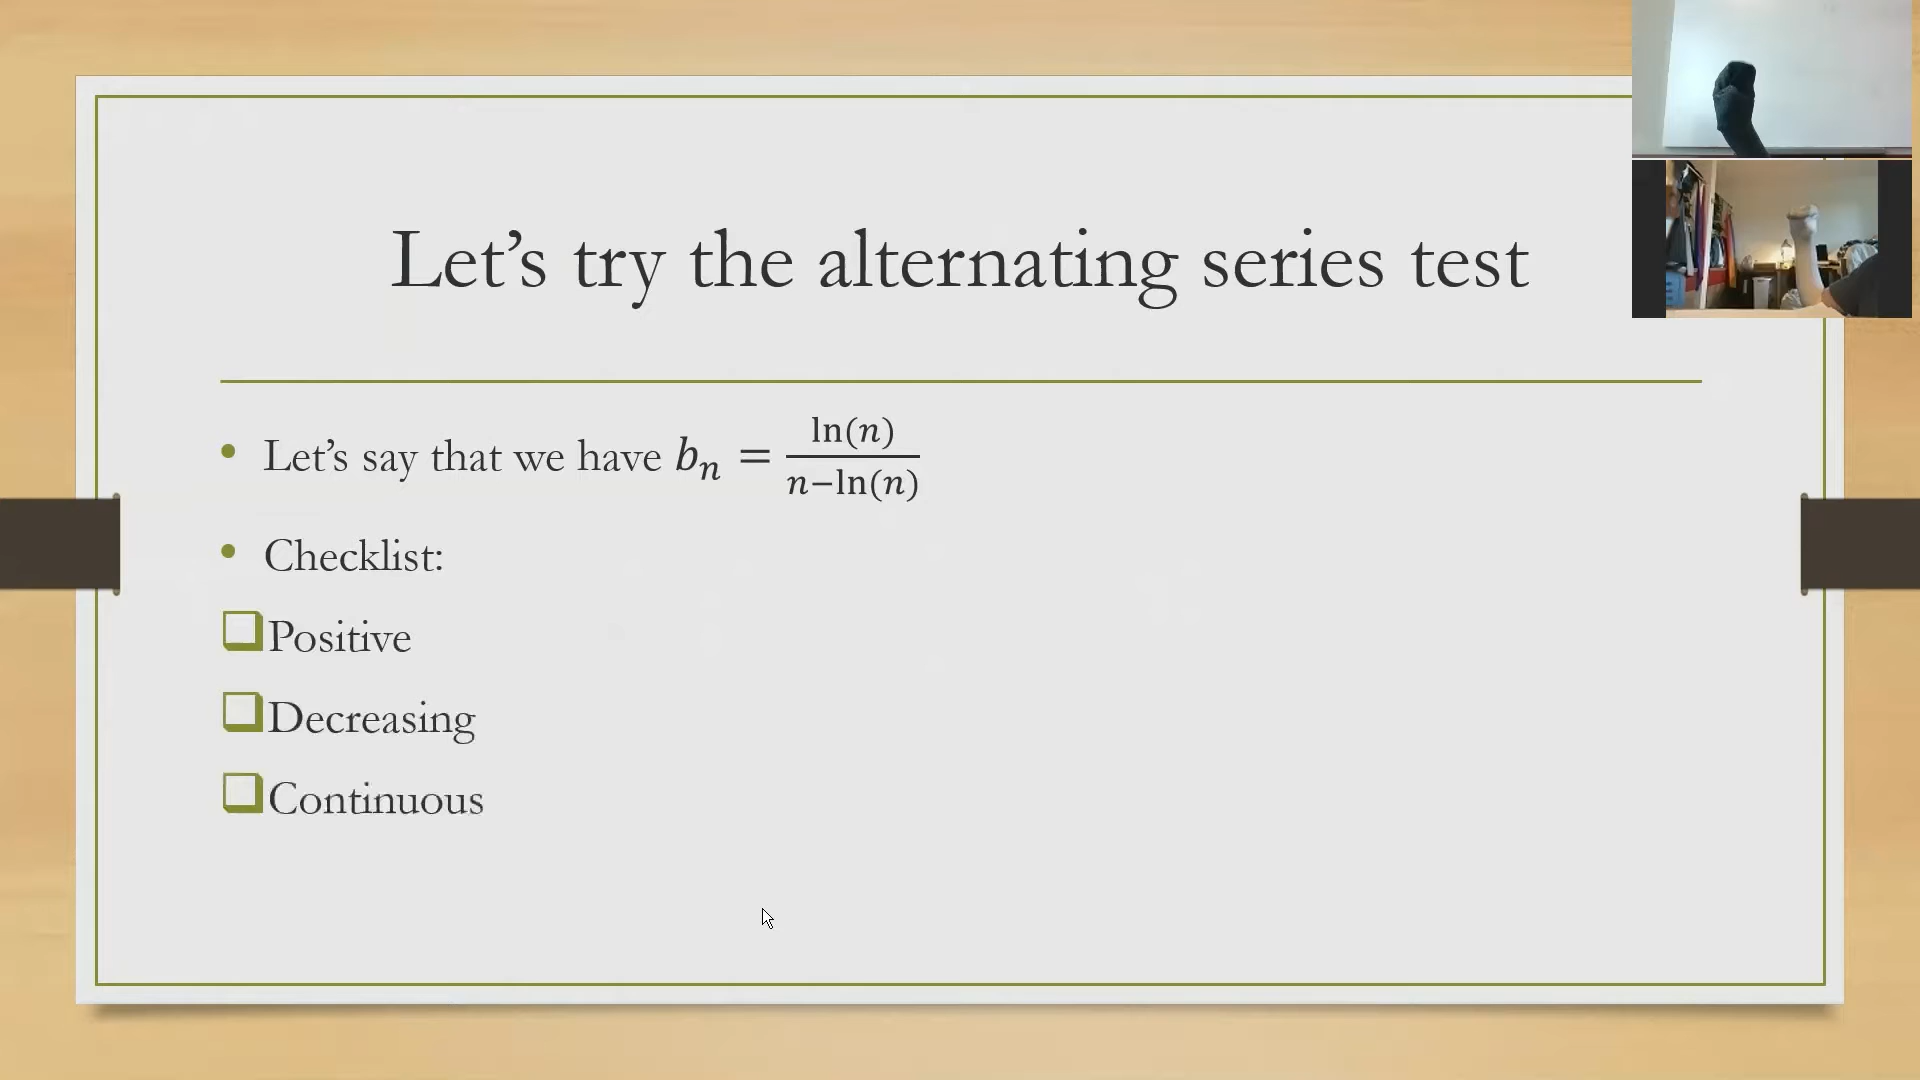 Let’s try the alternating series test
• Let’s say that we have bₙ = ln(n)/(n−ln(n))
• Checklist:
❑Positive
❑Decreasing
❑Continuous